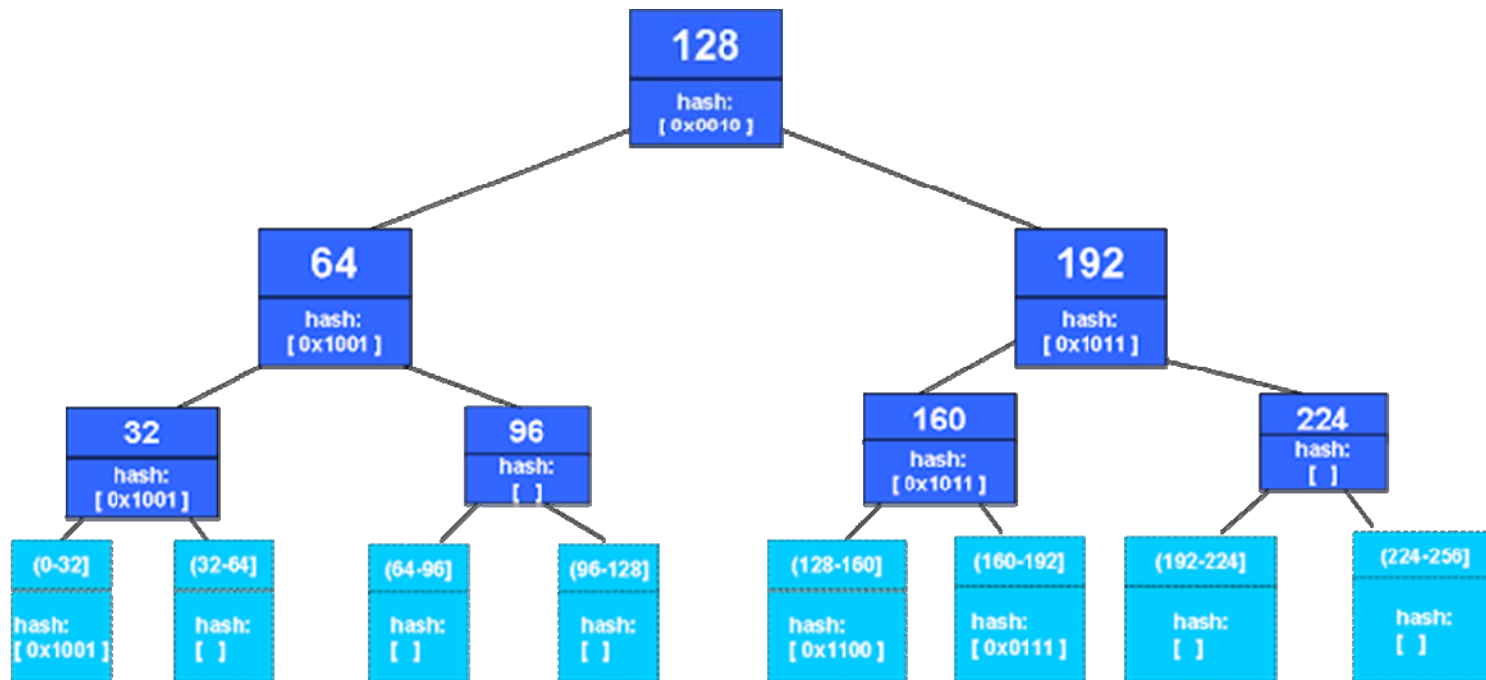 128
hash:
[ 0x0010 ]
64
hash:
[ 0x1001 ]
192
hash:
[ 0x1011 ]
32
hash:
[ 0x1001 ]
96
hash:
[ ]
160
hash:
[ 0x1011 ]
224
hash:
[ ]
(0-32]
hash:
[ 0x1001 ]
(32-64]
hash:
[ ]
(64-96]
hash:
[ ]
(96-128]
hash:
[ ]
(128-160]
hash:
[ 0x1100 ]
(160-192]
hash:
[ 0x0111 ]
(192-224]
hash:
[ ]
(224-256]
hash:
[ ]